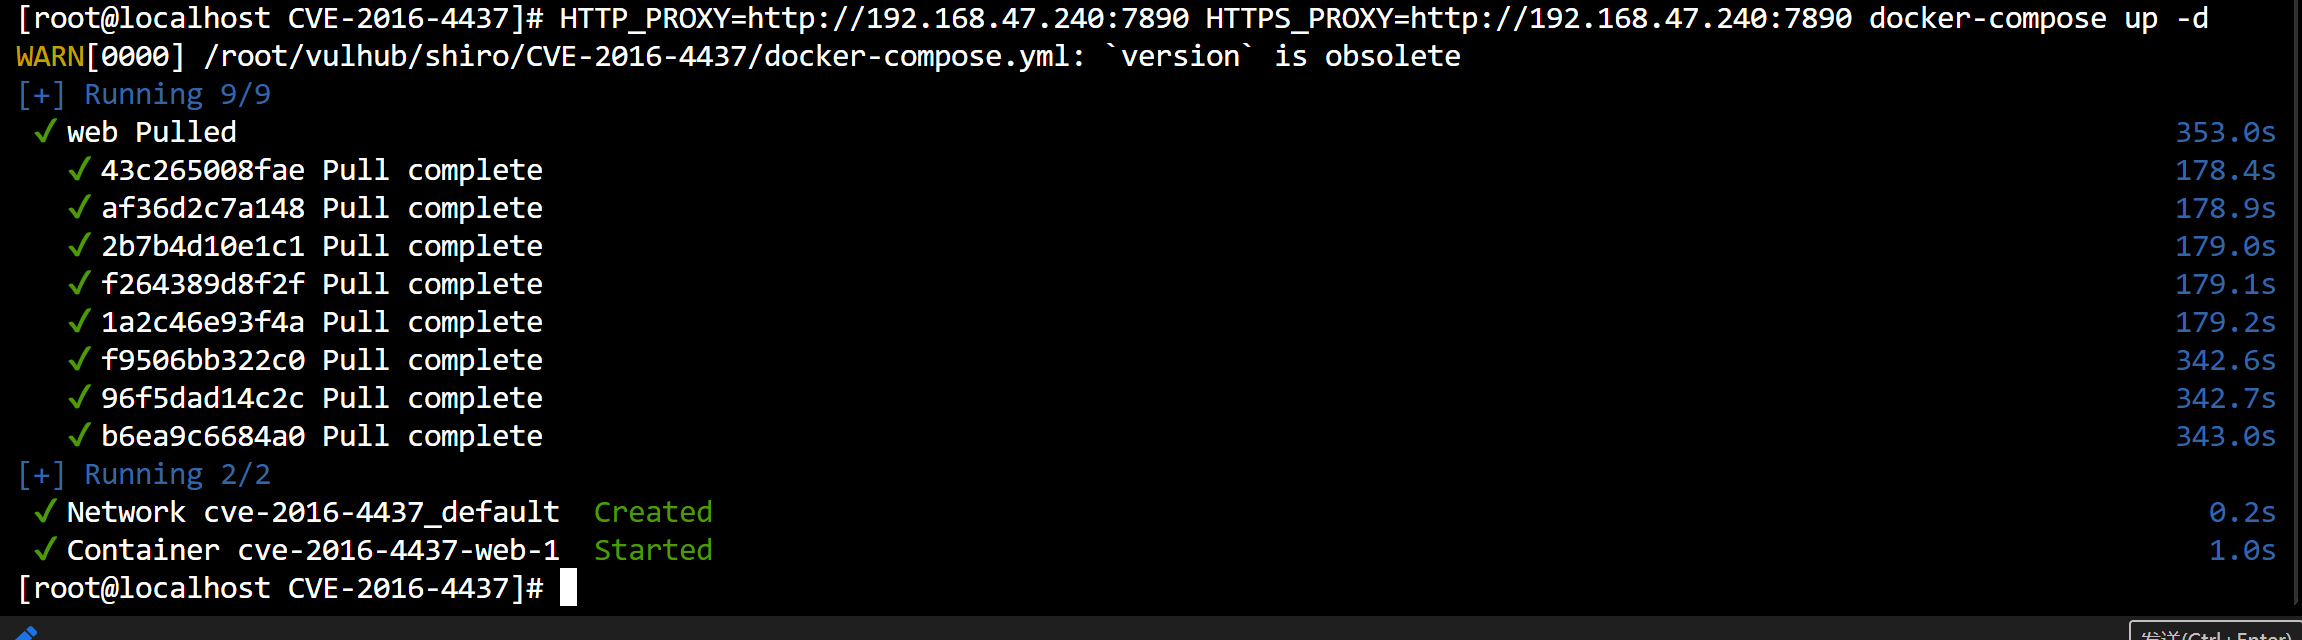 [root@localhost CVE-2016-4437]# HTTP_PROXY=http://192.168.47.240:7890 HTTPS_PROXY=http://192.168.47.240:7890 docker-compose up -d
WARN[0000] /root/vulhub/shiro/CVE-2016-4437/docker-compose.yml: `version` is obsolete
[+] Running 9/9
✓ web Pulled 353.0s
✓ 43c265008fae Pull complete 178.4s
✓ af36d2c7a148 Pull complete 178.9s
✓ 2b7b4d10e1c1 Pull complete 179.0s
✓ f264389d8f2f Pull complete 179.1s
✓ 1a2c46e93f4a Pull complete 179.2s
✓ f9506bb322c0 Pull complete 342.6s
✓ 96f5dad14c2c Pull complete 342.7s
✓ b6ea9c6684a0 Pull complete 343.0s
[+] Running 2/2
✓ Network cve-2016-4437_default Created 0.2s
✓ Container cve-2016-4437-web-1 Started 1.0s
[root@localhost CVE-2016-4437]#
发送(Ctrl+Enter)